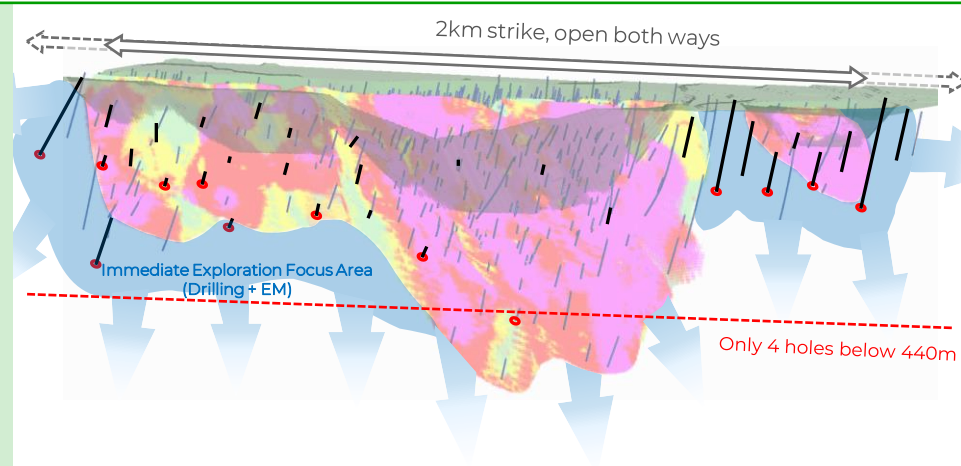 2km strike, open both ways
Immediate Exploration Focus Area
(Drilling + EM)
Only 4 holes below 440m